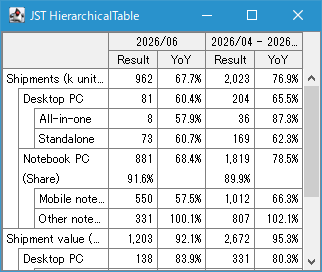 JST HierarchicalTable
2026/06 2026/04 - 2026...
Result YoY Result YoY
Shipments (k unit... 962 67.7% 2,023 76.9%
Desktop PC 81 60.4% 204 65.5%
All-in-one 8 57.9% 36 87.3%
Standalone 73 60.7% 169 62.3%
Notebook PC 881 68.4% 1,819 78.5%
(Share) 91.6% 89.9%
Mobile note... 550 57.5% 1,012 66.3%
Other note... 331 100.1% 807 102.1%
Shipment value (... 1,203 92.1% 2,672 95.3%
Desktop PC 138 83.9% 331 80.3%